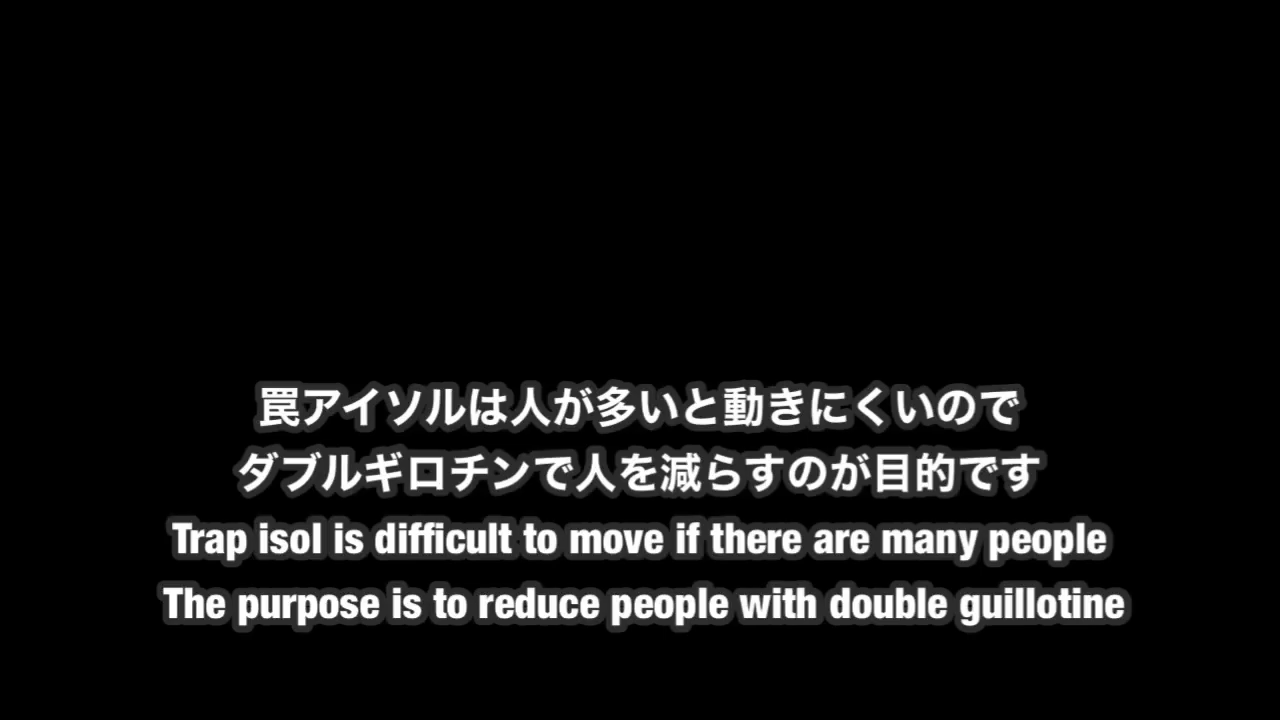 罠アイソルは人が多いと動きにくいので
ダブルギロチンで人を減らすのが目的です
Trap isol is difficult to move if there are many people
The purpose is to reduce people with double guillotine